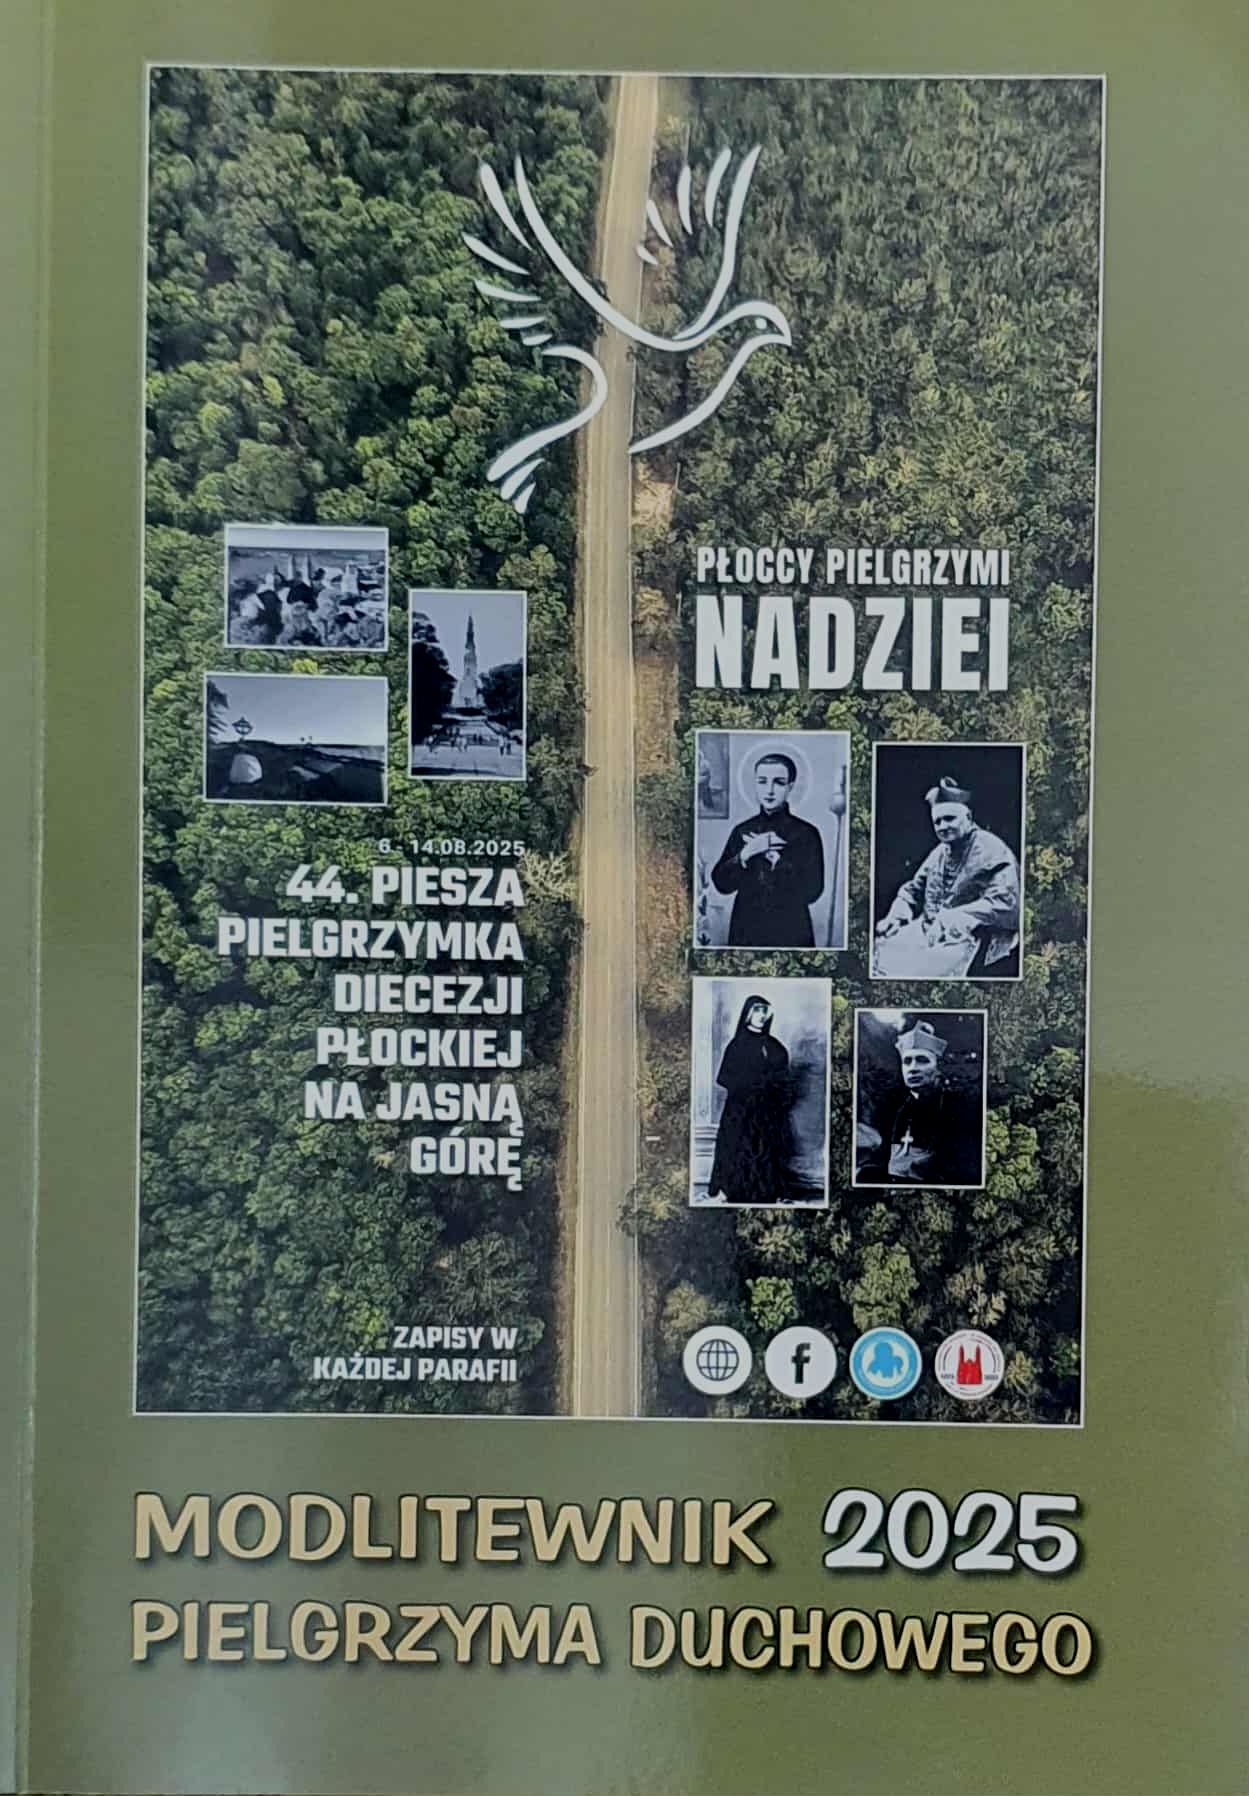 PŁOCCY PIELGRZYMI
NADZIEI
6 - 14.08.2025
44. PIESZA
PIELGRZYMKA
DIECEZJI
PŁOCKIEJ
NA JASNĄ
GÓRĘ
ZAPISY W
KAŻDEJ PARAFII
MODLITEWNIK 2025
PIELGRZYMA DUCHOWEGO